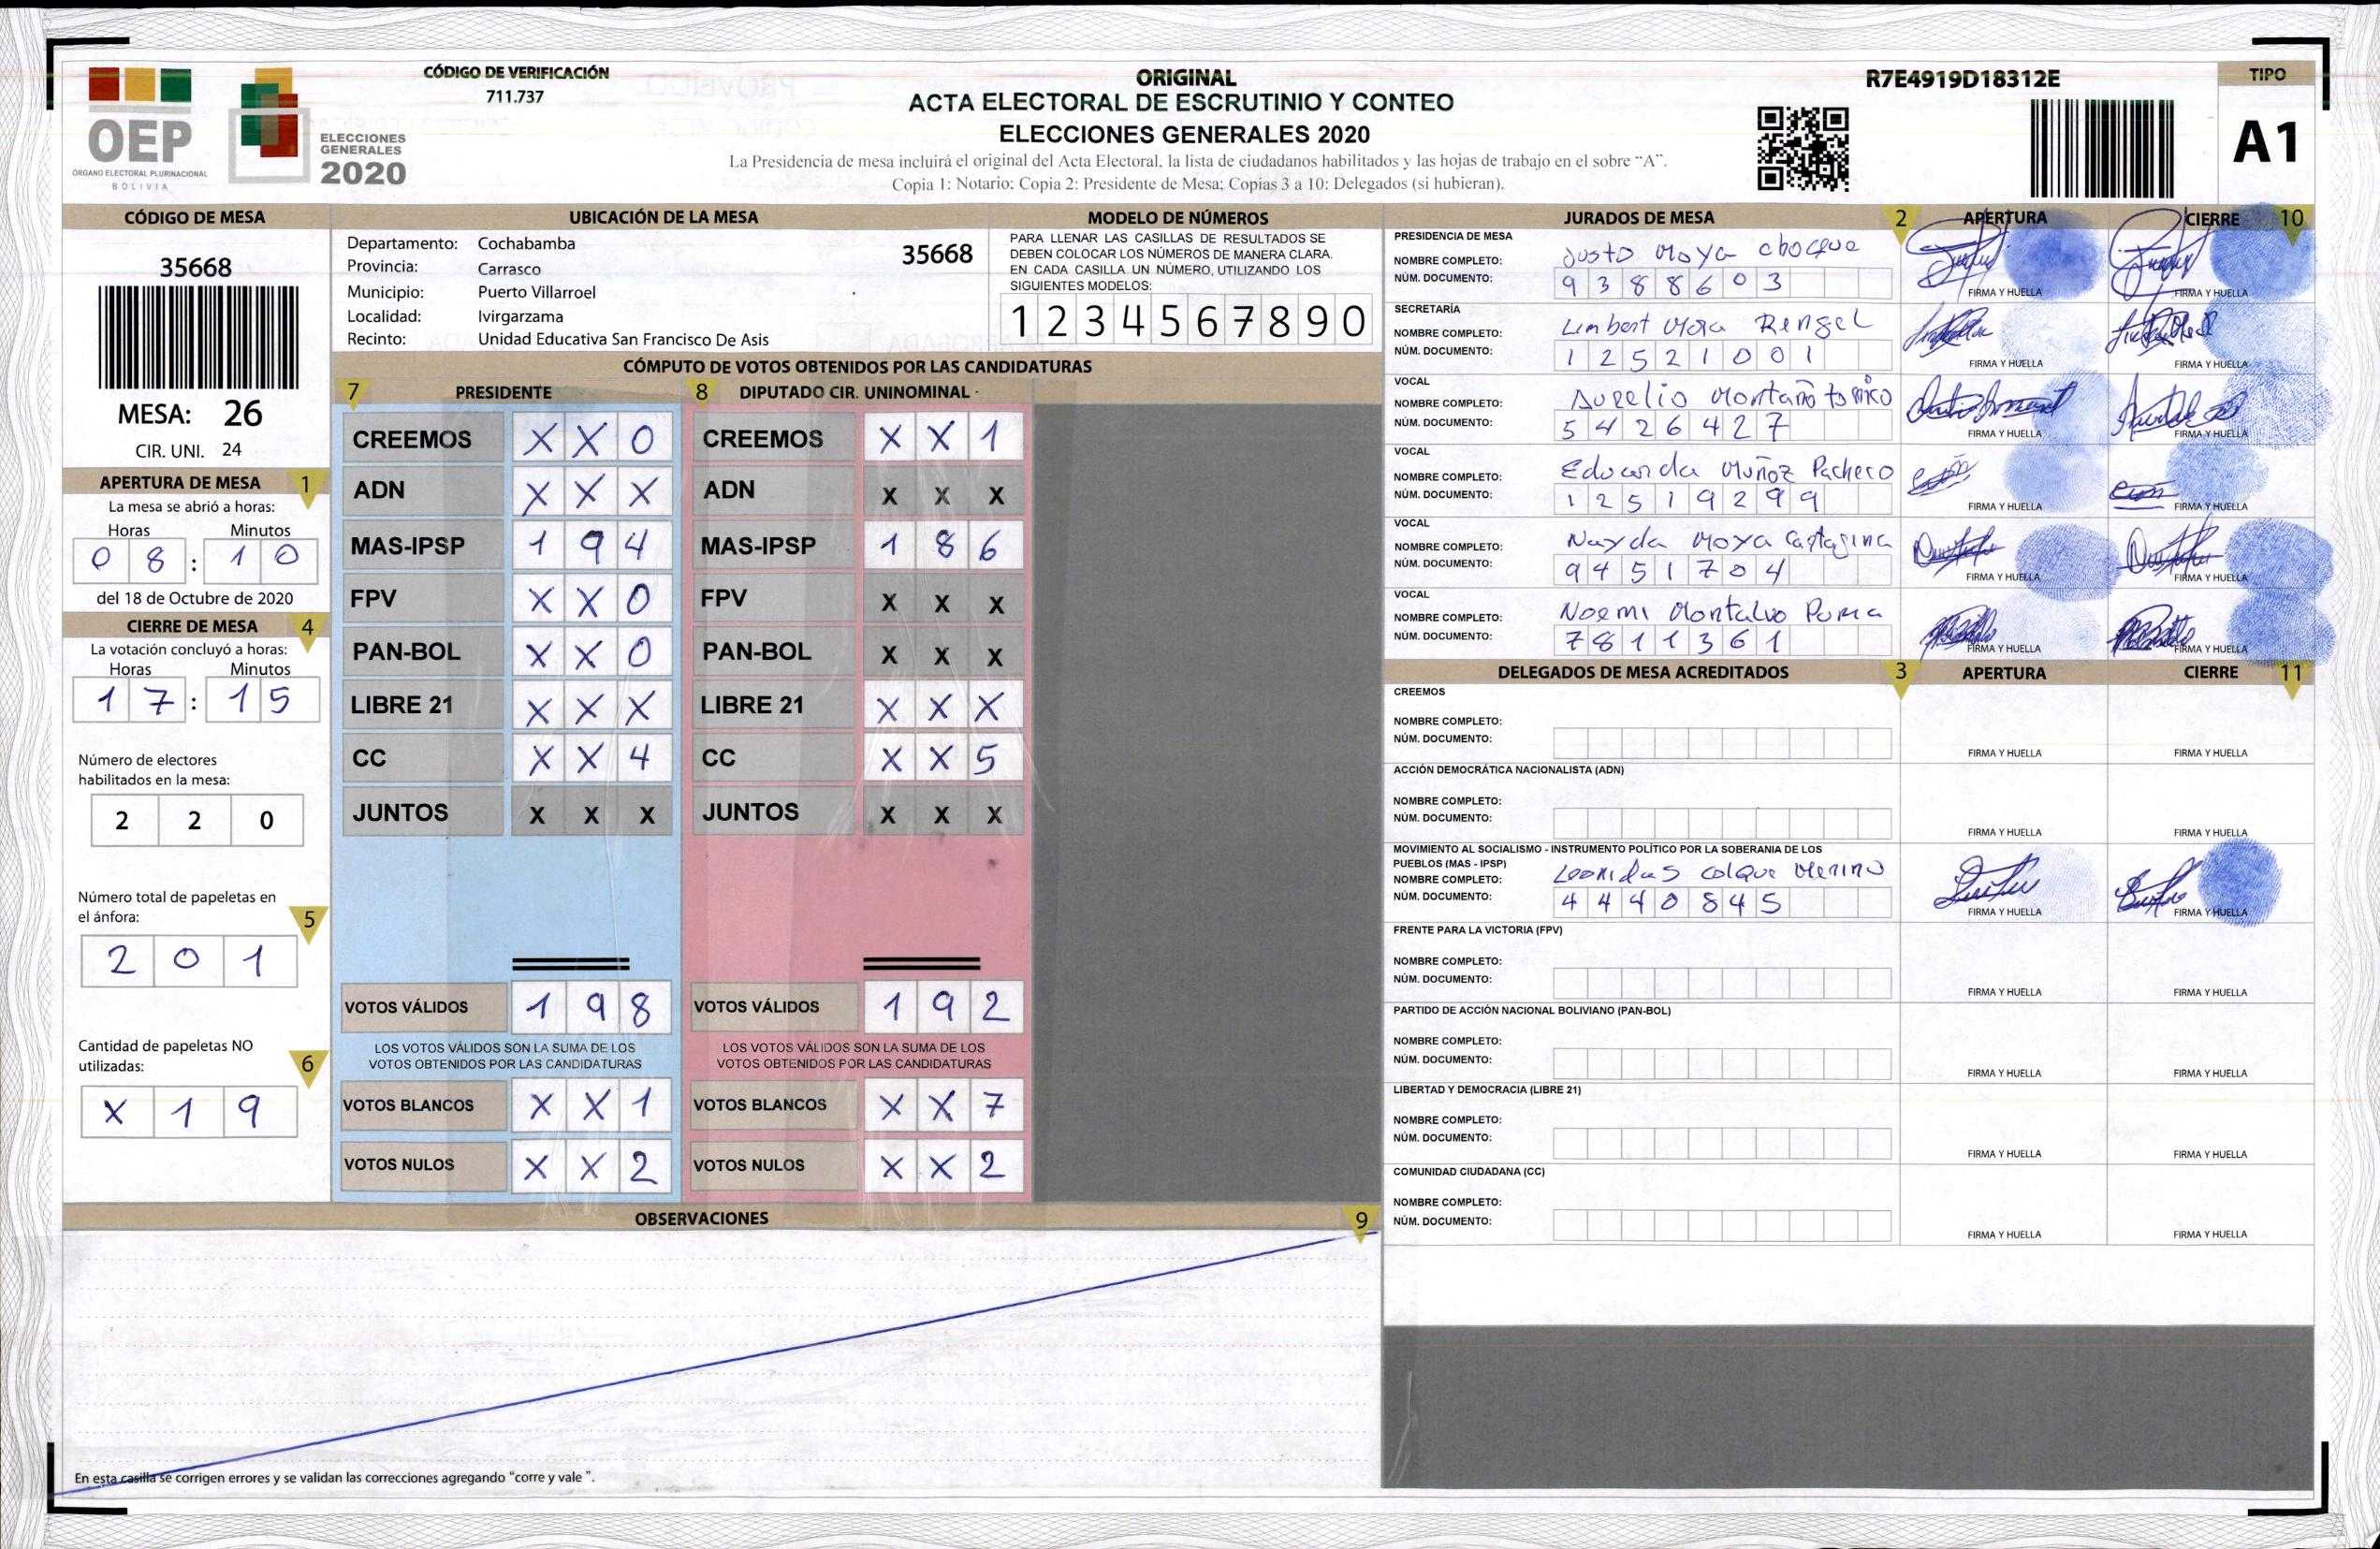 CÓDIGO DE VERIFICACIÓN
711.737
OEP
ÓRGANO ELECTORAL PLURINACIONAL
BOLIVIA
ELECCIONES
GENERALES
2020
ORIGINAL
ACTA ELECTORAL DE ESCRUTINIO Y CONTEO
ELECCIONES GENERALES 2020
La Presidencia de mesa incluirá el original del Acta Electoral, la lista de ciudadanos habilitados y las hojas de trabajo en el sobre “A”.
Copia 1: Notario; Copia 2: Presidente de Mesa; Copias 3 a 10: Delegados (si hubieran).
R7E4919D18312E
TIPO
A1
CÓDIGO DE MESA
35668
MESA: 26
CIR. UNI. 24
APERTURA DE MESA 1
La mesa se abrió a horas:
Horas Minutos
0 8 : 1 0
del 18 de Octubre de 2020
CIERRE DE MESA 4
La votación concluyó a horas:
Horas Minutos
1 7 : 1 5
Número de electores
habilitados en la mesa:
2 2 0
Número total de papeletas en
el ánfora: 5
2 0 1
Cantidad de papeletas NO
utilizadas: 6
X 1 9
UBICACIÓN DE LA MESA
Departamento: Cochabamba 35668
Provincia: Carrasco
Municipio: Puerto Villarroel
Localidad: Ivirgarzama
Recinto: Unidad Educativa San Francisco De Asis
MODELO DE NÚMEROS
PARA LLENAR LAS CASILLAS DE RESULTADOS SE
DEBEN COLOCAR LOS NÚMEROS DE MANERA CLARA.
EN CADA CASILLA UN NÚMERO, UTILIZANDO LOS
SIGUIENTES MODELOS:
1 2 3 4 5 6 7 8 9 0
CÓMPUTO DE VOTOS OBTENIDOS POR LAS CANDIDATURAS
7 PRESIDENTE 8 DIPUTADO CIR. UNINOMINAL -
CREEMOS X X 0 CREEMOS X X 1
ADN X X X ADN X X X
MAS-IPSP 1 9 4 MAS-IPSP 1 8 6
FPV X X 0 FPV X X X
PAN-BOL X X 0 PAN-BOL X X X
LIBRE 21 X X X LIBRE 21 X X X
CC X X 4 CC X X 5
JUNTOS X X X JUNTOS X X X
VOTOS VÁLIDOS 1 9 8 VOTOS VÁLIDOS 1 9 2
LOS VOTOS VÁLIDOS SON LA SUMA DE LOS LOS VOTOS VÁLIDOS SON LA SUMA DE LOS
VOTOS OBTENIDOS POR LAS CANDIDATURAS VOTOS OBTENIDOS POR LAS CANDIDATURAS
VOTOS BLANCOS X X 1 VOTOS BLANCOS X X 7
VOTOS NULOS X X 2 VOTOS NULOS X X 2
OBSERVACIONES 9
En esta casilla se corrigen errores y se validan las correcciones agregando “corre y vale ”.
JURADOS DE MESA 2 APERTURA CIERRE 10
PRESIDENCIA DE MESA
NOMBRE COMPLETO: Justo Moya choque
NÚM. DOCUMENTO: 9 3 8 8 6 0 3
FIRMA Y HUELLA FIRMA Y HUELLA
SECRETARÍA
NOMBRE COMPLETO: Limbert Rengel
NÚM. DOCUMENTO: 1 2 5 2 1 0 0 1
FIRMA Y HUELLA FIRMA Y HUELLA
VOCAL
NOMBRE COMPLETO: Aurelio Montaño
NÚM. DOCUMENTO: 5 4 2 6 4 2 7
FIRMA Y HUELLA FIRMA Y HUELLA
VOCAL
NOMBRE COMPLETO: Eduarda Muñoz Pacheco
NÚM. DOCUMENTO: 1 2 5 1 9 2 9 9
FIRMA Y HUELLA FIRMA Y HUELLA
VOCAL
NOMBRE COMPLETO: Nayda Moya Cartagena
NÚM. DOCUMENTO: 9 4 5 1 7 0 4
FIRMA Y HUELLA FIRMA Y HUELLA
VOCAL
NOMBRE COMPLETO: Noemi Montalvo Puma
NÚM. DOCUMENTO: 7 8 1 1 3 6 1
FIRMA Y HUELLA FIRMA Y HUELLA
DELEGADOS DE MESA ACREDITADOS 3 APERTURA CIERRE 11
CREEMOS
NOMBRE COMPLETO:
NÚM. DOCUMENTO:
FIRMA Y HUELLA FIRMA Y HUELLA
ACCIÓN DEMOCRÁTICA NACIONALISTA (ADN)
NOMBRE COMPLETO:
NÚM. DOCUMENTO:
FIRMA Y HUELLA FIRMA Y HUELLA
MOVIMIENTO AL SOCIALISMO - INSTRUMENTO POLÍTICO POR LA SOBERANIA DE LOS
PUEBLOS (MAS - IPSP)
NOMBRE COMPLETO: Leonidas Colque Merino
NÚM. DOCUMENTO: 4 4 4 0 8 4 5
FIRMA Y HUELLA FIRMA Y HUELLA
FRENTE PARA LA VICTORIA (FPV)
NOMBRE COMPLETO:
NÚM. DOCUMENTO:
FIRMA Y HUELLA FIRMA Y HUELLA
PARTIDO DE ACCIÓN NACIONAL BOLIVIANO (PAN-BOL)
NOMBRE COMPLETO:
NÚM. DOCUMENTO:
FIRMA Y HUELLA FIRMA Y HUELLA
LIBERTAD Y DEMOCRACIA (LIBRE 21)
NOMBRE COMPLETO:
NÚM. DOCUMENTO:
FIRMA Y HUELLA FIRMA Y HUELLA
COMUNIDAD CIUDADANA (CC)
NOMBRE COMPLETO:
NÚM. DOCUMENTO:
FIRMA Y HUELLA FIRMA Y HUELLA